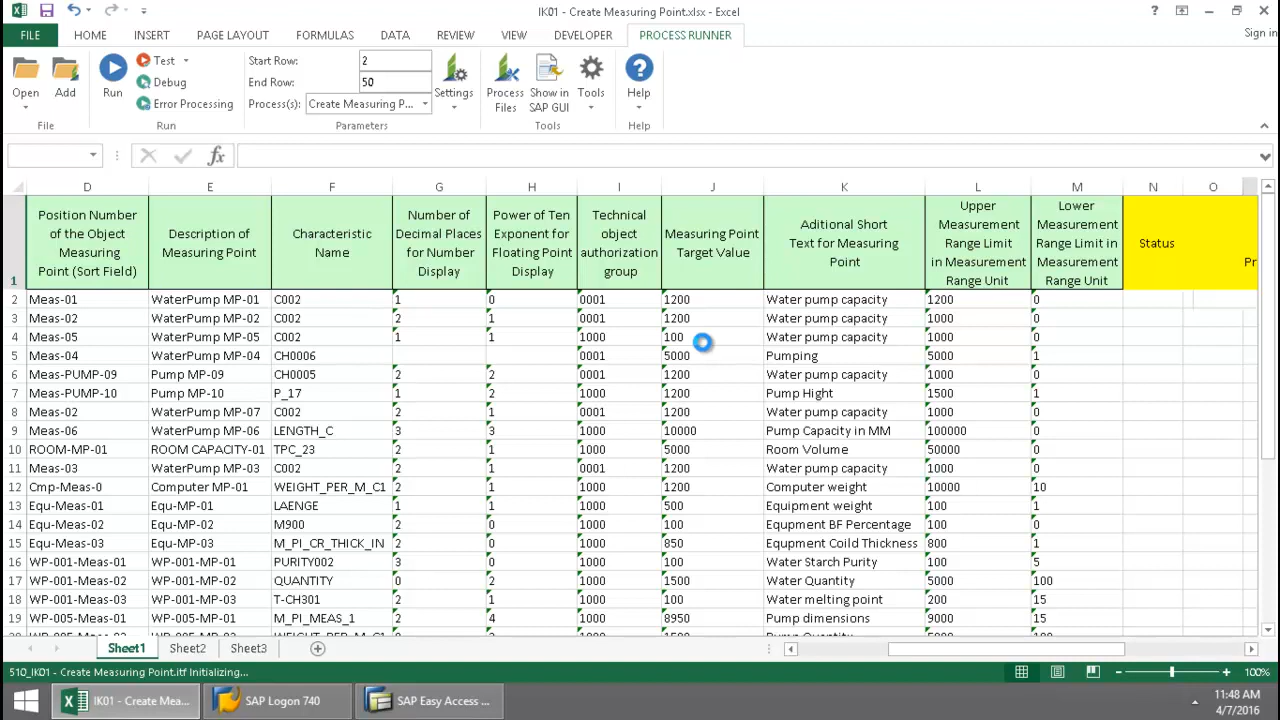 IK01 - Create Measuring Point.xlsx - Excel
FILE HOME INSERT PAGE LAYOUT FORMULAS DATA REVIEW VIEW DEVELOPER PROCESS RUNNER Sign in
Open
Add
File
Run
Test
Debug
Error Processing
Run
Start Row: 2
End Row: 50
Process(s): Create Measuring P...
Parameters
Settings
Process Files
Show in SAP GUI
Tools
Tools
Help
Help
D E F G H I J K L M N O
1
Position Number
of the Object
Measuring
Point (Sort Field)
Description of
Measuring Point
Characteristic
Name
Number of
Decimal Places
for Number
Display
Power of Ten
Exponent for
Floating Point
Display
Technical
object
authorization
group
Measuring Point
Target Value
Aditional Short
Text for Measuring
Point
Upper
Measurement
Range Limit
in Measurement
Range Unit
Lower
Measurement
Range Limit in
Measurement
Range Unit
Status
Pr
2 Meas-01 WaterPump MP-01 C002 1 0 0001 1200 Water pump capacity 1200 0
3 Meas-02 WaterPump MP-02 C002 2 1 0001 1200 Water pump capacity 1000 0
4 Meas-05 WaterPump MP-05 C002 1 1 1000 100 Water pump capacity 1000 0
5 Meas-04 WaterPump MP-04 CH0006 0001 5000 Pumping 5000 1
6 Meas-PUMP-09 Pump MP-09 CH0005 2 2 0001 1200 Water pump capacity 1000 0
7 Meas-PUMP-10 Pump MP-10 P_17 1 2 1000 1200 Pump Hight 1500 1
8 Meas-02 WaterPump MP-07 C002 2 1 0001 1200 Water pump capacity 1000 0
9 Meas-06 WaterPump MP-06 LENGTH_C 3 3 1000 10000 Pump Capacity in MM 100000 0
10 ROOM-MP-01 ROOM CAPACITY-01 TPC_23 2 1 1000 5000 Room Volume 50000 0
11 Meas-03 WaterPump MP-03 C002 2 1 0001 1200 Water pump capacity 1000 0
12 Cmp-Meas-0 Computer MP-01 WEIGHT_PER_M_C1 2 1 1000 1200 Computer weight 10000 10
13 Equ-Meas-01 Equ-MP-01 LAENGE 1 1 1000 500 Equipment weight 100 1
14 Equ-Meas-02 Equ-MP-02 M900 2 0 1000 100 Equpment BF Percentage 100 0
15 Equ-Meas-03 Equ-MP-03 M_PI_CR_THICK_IN 2 0 1000 850 Equpment Coild Thickness 800 1
16 WP-001-Meas-01 WP-001-MP-01 PURITY002 3 0 1000 100 Water Starch Purity 100 5
17 WP-001-Meas-02 WP-001-MP-02 QUANTITY 0 2 1000 1500 Water Quantity 5000 100
18 WP-001-Meas-03 WP-001-MP-03 T-CH301 2 1 1000 100 Water melting point 200 15
19 WP-005-Meas-01 WP-005-MP-01 M_PI_MEAS_1 2 4 1000 8950 Pump dimensions 9000 15
Sheet1 Sheet2 Sheet3
510_IK01 - Create Measuring Point.itf Initializing... 100%
IK01 - Create Mea... SAP Logon 740 SAP Easy Access ...
11:48 AM
4/7/2016